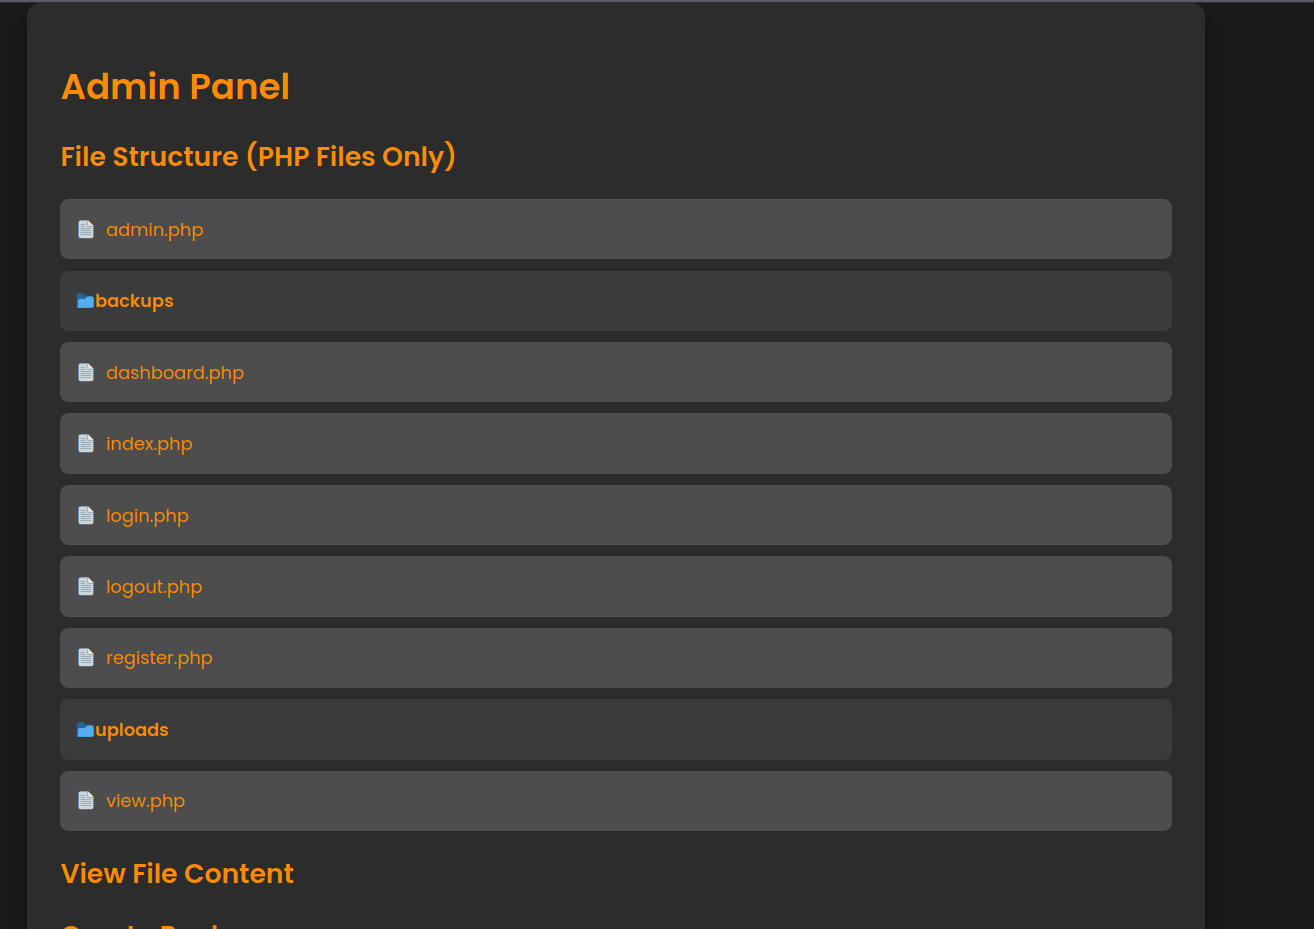 Admin Panel
File Structure (PHP Files Only)
admin.php
backups
dashboard.php
index.php
login.php
logout.php
register.php
uploads
view.php
View File Content